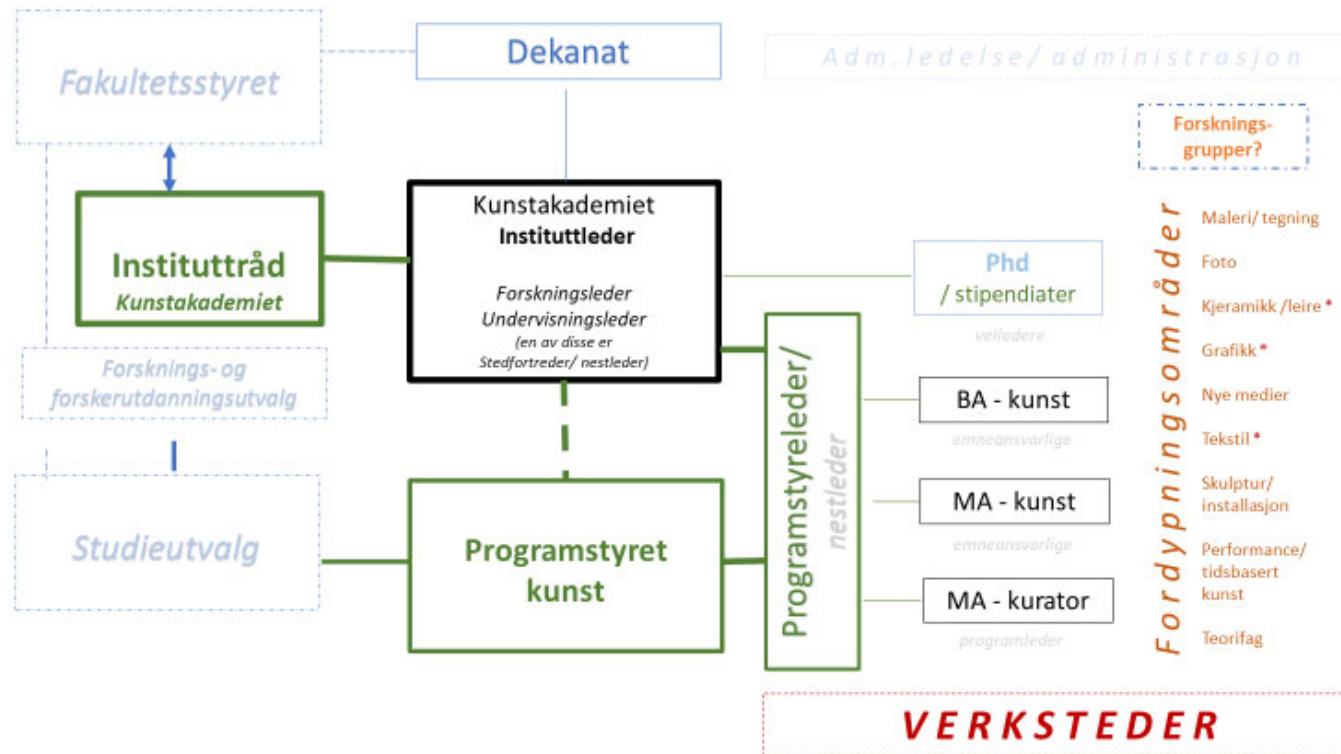 Fakultetsstyret
Dekanat
Adm.ledelse/ administrasjon
Forsknings-
grupper?
Instituttråd
Kunstakademiet
Kunstakademiet
Instituttleder
Forskningsleder
Undervisningsleder
(en av disse er
Stedfortreder/ nestleder)
Phd
/ stipendiater
veiledere
Forsknings- og
forskerutdanningsutvalg
Studieutvalg
Programstyret
kunst
Programstyreleder/
nestleder
BA - kunst
emneansvarlige
MA - kunst
emneansvarlige
MA - kurator
programleder
Fordypningsområder
Maleri/ tegning
Foto
Kjeramikk /leire *
Grafikk *
Nye medier
Tekstil *
Skulptur/
installasjon
Performance/
tidsbasert
kunst
Teorifag
VERKSTEDER